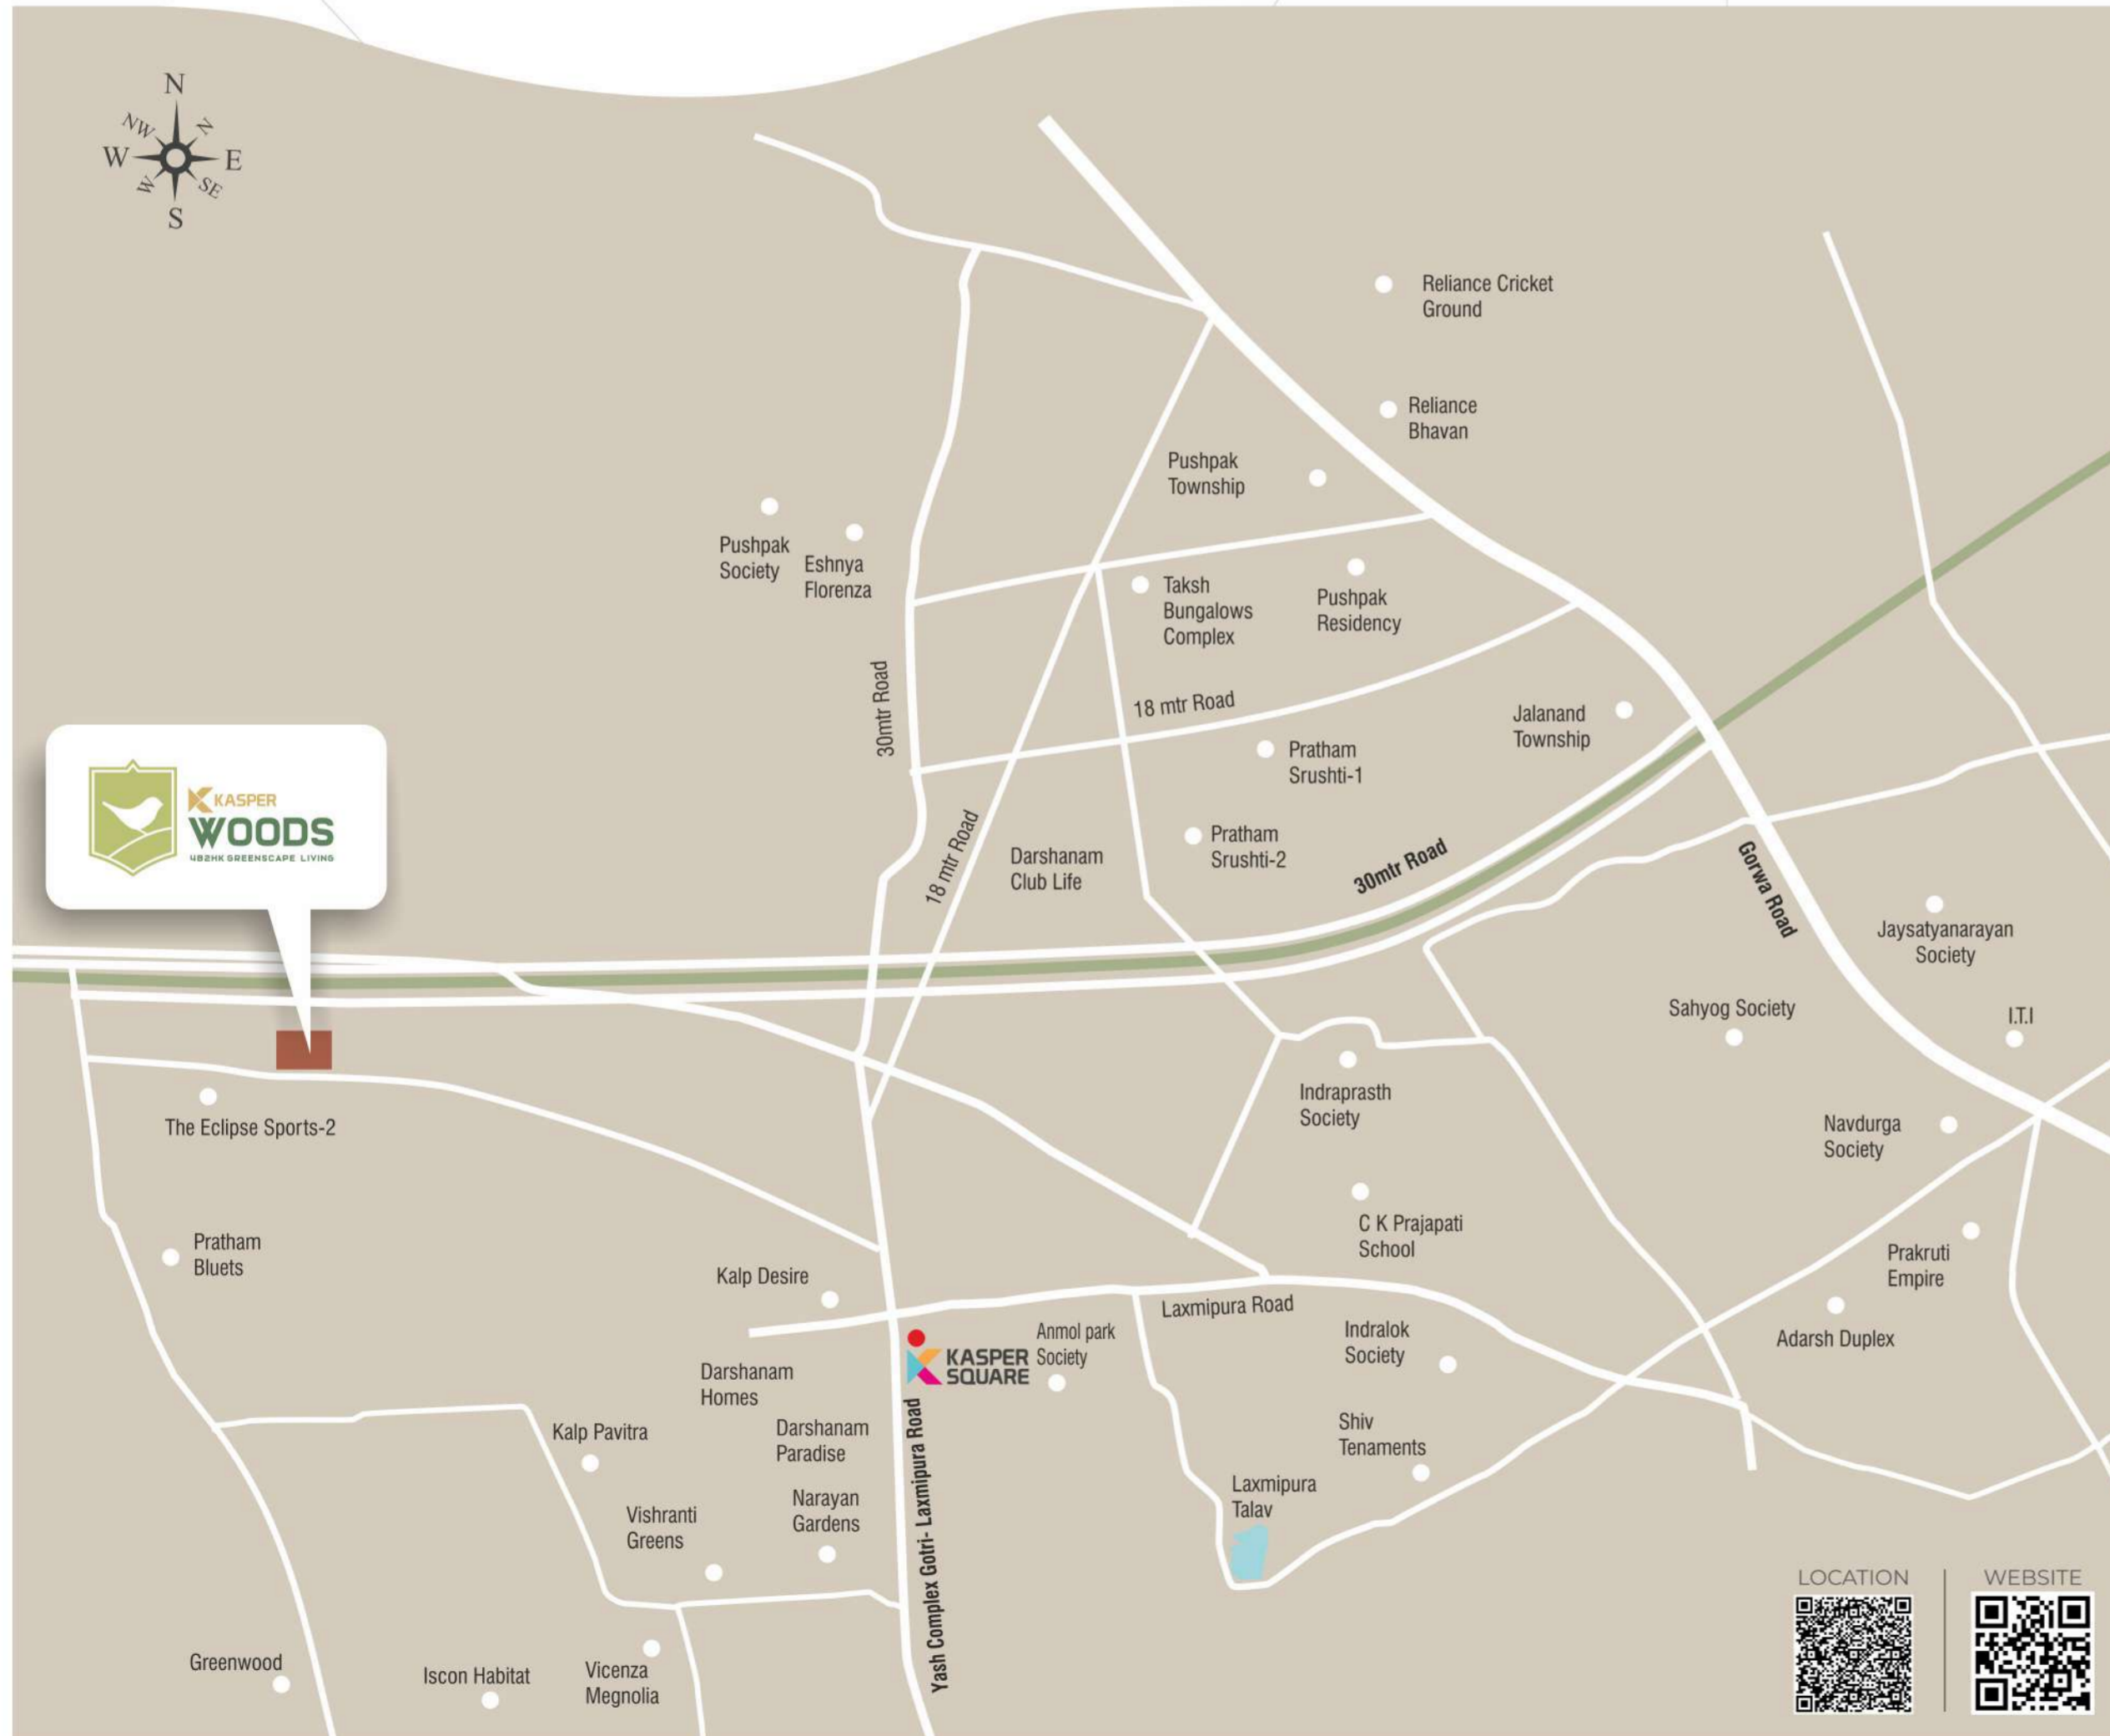 N
NW
N
W
E
W
SE
S
Reliance Cricket
Ground
Reliance
Bhavan
Pushpak
Township
Pushpak
Society
Eshnya
Florenza
Taksh
Bungalows
Complex
Pushpak
Residency
30mtr Road
18 mtr Road
Jalanand
Township
Pratham
Srushti-1
KASPER
WOODS
4B2HK GREENSCAPE LIVING
18 mtr Road
Darshanam
Club Life
Pratham
Srushti-2
30mtr Road
Gorwa Road
Jaysatyanarayan
Society
Sahyog Society
I.T.I
The Eclipse Sports-2
Indraprasth
Society
Navdurga
Society
Pratham
Bluets
C K Prajapati
School
Prakruti
Empire
Kalp Desire
Laxmipura Road
Adarsh Duplex
KASPER
SQUARE
Anmol park
Society
Indralok
Society
Darshanam
Homes
Kalp Pavitra
Darshanam
Paradise
Yash Complex Gotri- Laxmipura Road
Shiv
Tenaments
Laxmipura
Talav
Vishranti
Greens
Narayan
Gardens
Greenwood
Iscon Habitat
Vicenza
Megnolia
LOCATION
WEBSITE